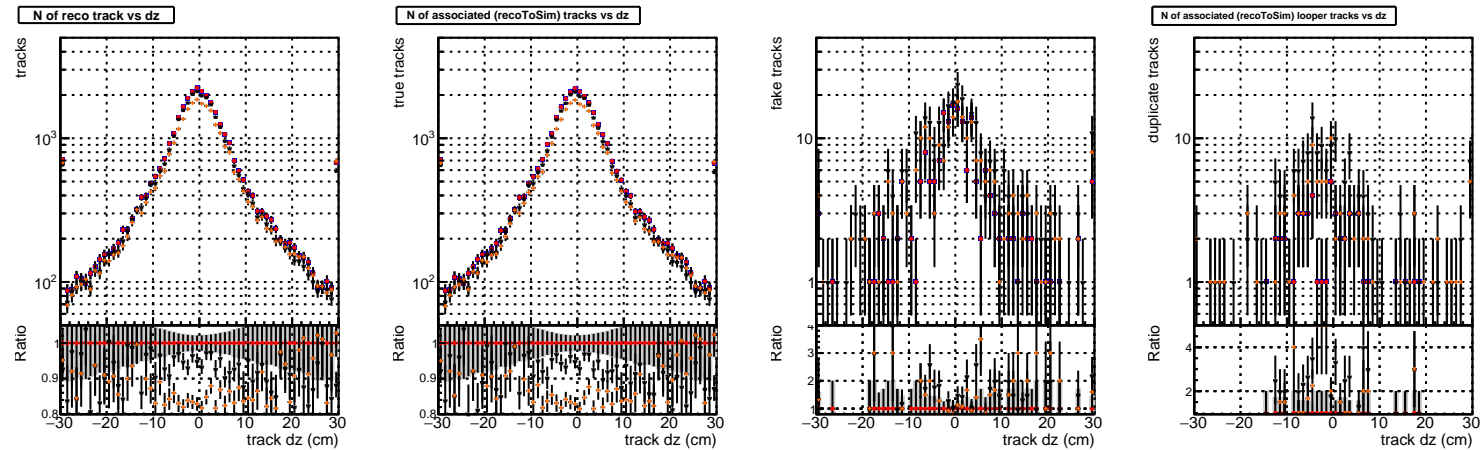 N of reco track vs dz
tracks
10³
10²
Ratio
1
0.9
0.8
−30 −20 −10 0 10 20 30
track dz (cm)
N of associated (recoToSim) tracks vs dz
true tracks
10³
10²
Ratio
1
0.9
0.8
−30 −20 −10 0 10 20 30
track dz (cm)
fake tracks
10
1
Ratio
4
3
2
1
−30 −20 −10 0 10 20 30
track dz (cm)
N of associated (recoToSim) looper tracks vs dz
duplicate tracks
10
1
Ratio
4
2
−30 −20 −10 0 10 20 30
track dz (cm)